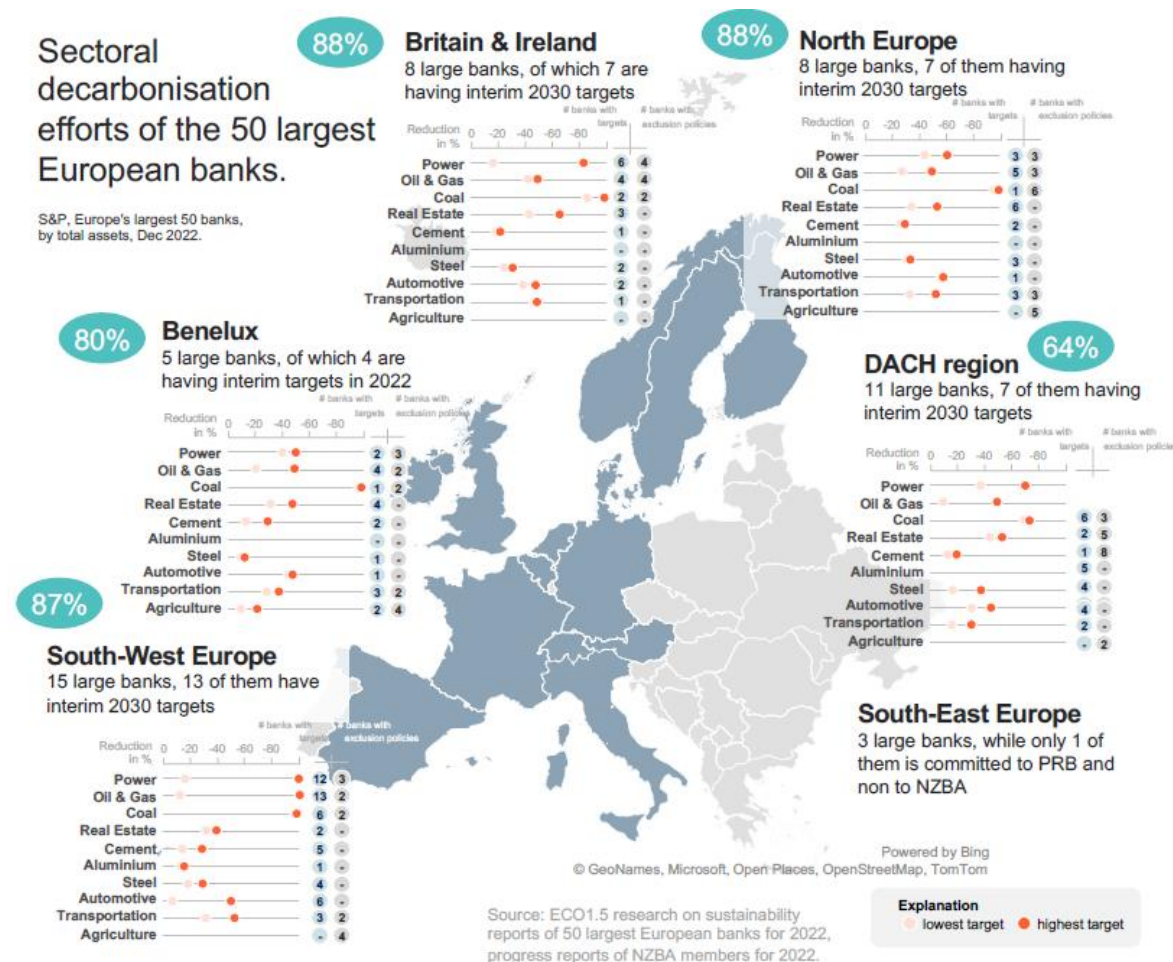 Sectoral
decarbonisation
efforts of the 50 largest
European banks.
S&P, Europe's largest 50 banks,
by total assets, Dec 2022.
88%
Britain & Ireland
8 large banks, of which 7 are
having interim 2030 targets
# banks with
targets
# banks with
exclusion policies
Reduction
in %
0 -20 -40 -60 -80
Power 6 4
Oil & Gas 4 4
Coal 2 2
Real Estate 3 -
Cement 1 -
Aluminium - -
Steel 2 -
Automotive 2 -
Transportation 1 -
Agriculture - -
88%
North Europe
8 large banks, 7 of them having
interim 2030 targets
# banks with
targets
# banks with
exclusion policies
Reduction
in %
0 -20 -40 -60 -80
Power 3 3
Oil & Gas 5 3
Coal 1 6
Real Estate 6 -
Cement 2 -
Aluminium - -
Steel 3 -
Automotive 1 -
Transportation 3 3
Agriculture - 5
80%
Benelux
5 large banks, of which 4 are
having interim targets in 2022
# banks with
targets
# banks with
exclusion policies
Reduction
in %
0 -20 -40 -60 -80
Power 2 3
Oil & Gas 4 2
Coal 1 2
Real Estate 4 -
Cement 2 -
Aluminium - -
Steel 1 -
Automotive 1 -
Transportation 3 2
Agriculture 2 4
64%
DACH region
11 large banks, 7 of them having
interim 2030 targets
# banks with
targets
# banks with
exclusion policies
Reduction
in %
0 -20 -40 -60 -80
Power
Oil & Gas
Coal 6 3
Real Estate 2 5
Cement 1 8
Aluminium 5 -
Steel 4 -
Automotive 4 -
Transportation 2 -
Agriculture - 2
87%
South-West Europe
15 large banks, 13 of them have
interim 2030 targets
# banks with
targets
# banks with
exclusion policies
Reduction
in %
0 -20 -40 -60 -80
Power 12 3
Oil & Gas 13 2
Coal 6 2
Real Estate 2 -
Cement 5 -
Aluminium 1 -
Steel 4 -
Automotive 6 -
Transportation 3 2
Agriculture - 4
South-East Europe
3 large banks, while only 1 of
them is committed to PRB and
non to NZBA
Powered by Bing
© GeoNames, Microsoft, Open Places, OpenStreetMap, TomTom
Source: ECO1.5 research on sustainability
reports of 50 largest European banks for 2022,
progress reports of NZBA members for 2022.
Explanation
lowest target highest target